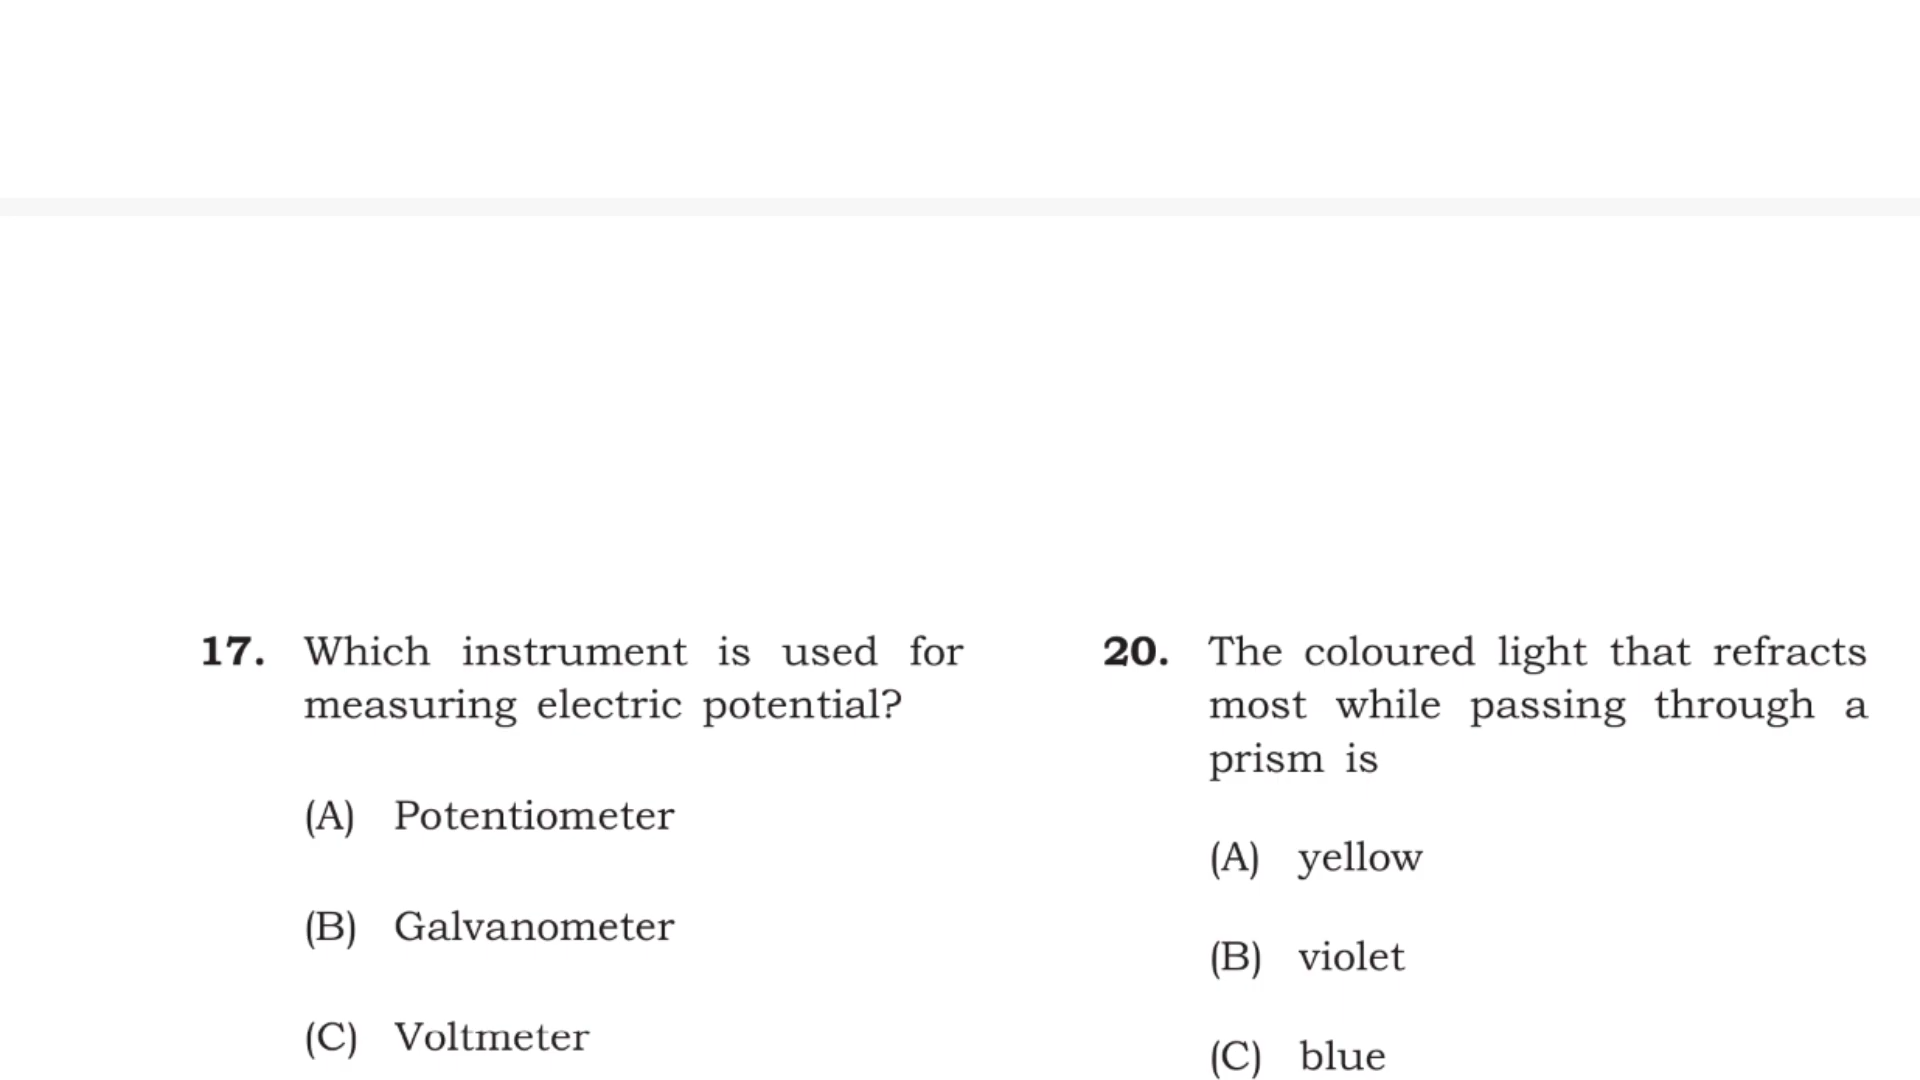 17. Which instrument is used for
measuring electric potential?
(A) Potentiometer
(B) Galvanometer
(C) Voltmeter
20. The coloured light that refracts
most while passing through a
prism is
(A) yellow
(B) violet
(C) blue